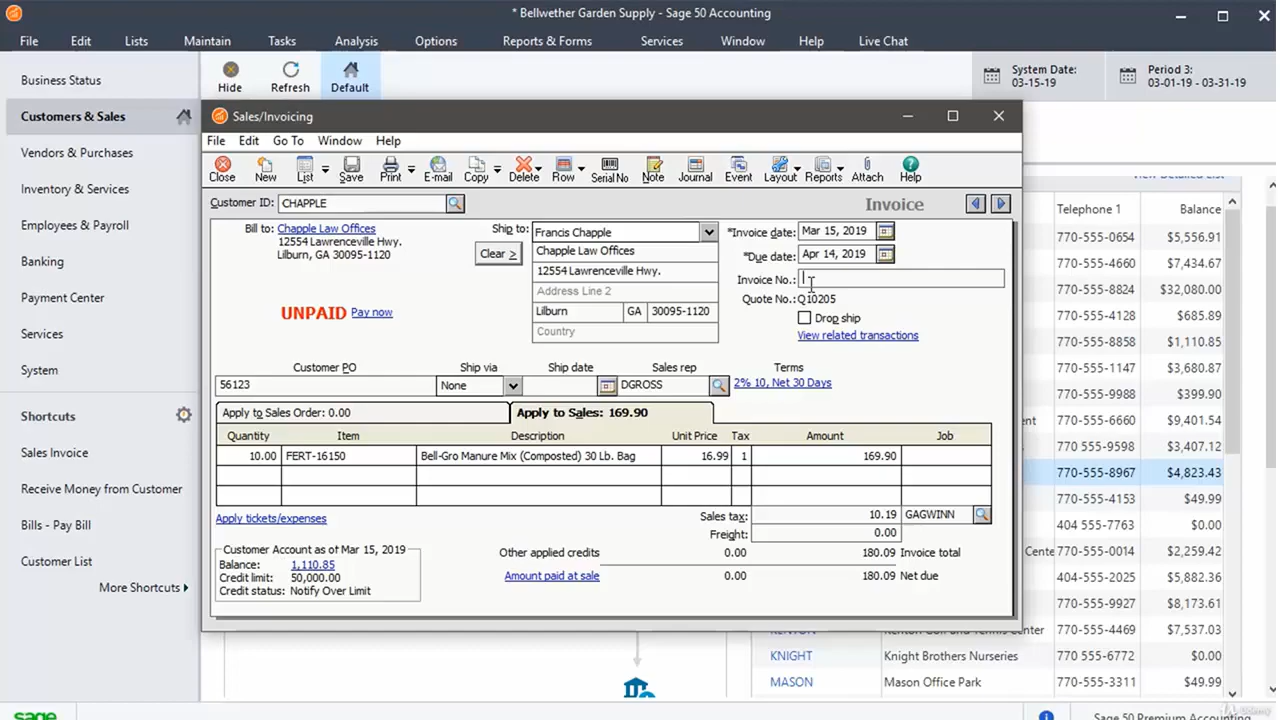 * Bellwether Garden Supply - Sage 50 Accounting
File Edit Lists Maintain Tasks Analysis Options Reports & Forms Services Window Help Live Chat
Business Status
Customers & Sales
Vendors & Purchases
Inventory & Services
Employees & Payroll
Banking
Payment Center
Services
System
Shortcuts
Sales Invoice
Receive Money from Customer
Bills - Pay Bill
Customer List
More Shortcuts
Hide Refresh Default
System Date:
03-15-19
Period 3:
03-01-19 - 03-31-19
Sales/Invoicing
File Edit Go To Window Help
Close New List Save Print E-mail Copy Delete Row Serial No Note Journal Event Layout Reports Attach Help
Customer ID: CHAPPLE
Invoice
Bill to: Chapple Law Offices
12554 Lawrenceville Hwy.
Lilburn, GA 30095-1120
UNPAID Pay now
Ship to: Francis Chapple
Clear >
Chapple Law Offices
12554 Lawrenceville Hwy.
Address Line 2
Lilburn GA 30095-1120
Country
*Invoice date: Mar 15, 2019
*Due date: Apr 14, 2019
Invoice No.:
Quote No.: Q10205
Drop ship
View related transactions
Customer PO Ship via Ship date Sales rep Terms
56123 None DGROSS 2% 10, Net 30 Days
Apply to Sales Order: 0.00 Apply to Sales: 169.90
Quantity Item Description Unit Price Tax Amount Job
10.00 FERT-16150 Bell-Gro Manure Mix (Composted) 30 Lb. Bag 16.99 1 169.90
Apply tickets/expenses
Sales tax: 10.19 GAGWINN
Freight: 0.00
Customer Account as of Mar 15, 2019
Balance: 1,110.85
Credit limit: 50,000.00
Credit status: Notify Over Limit
Other applied credits 0.00 180.09 Invoice total
Amount paid at sale 0.00 180.09 Net due
View Detailed List
Telephone 1 Balance
770-555-0654 $5,556.91
770-555-4660 $7,434.67
770-555-8824 $32,080.00
770-555-4128 $685.89
770-555-8858 $1,110.85
770-555-1147 $3,680.87
770-555-9988 $399.90
ent 770-555-6660 $9,401.54
770 555-9598 $3,407.12
770-555-8967 $4,823.43
770-555-4153 $49.99
404 555-7763 $0.00
Cente 770-555-0014 $2,259.42
404-555-2025 $5,882.36
770-555-9927 $8,173.61
KENTON Kenton Golf and Tennis Center 770-555-4469 $7,537.03
KNIGHT Knight Brothers Nurseries 770 555-6772 $0.00
MASON Mason Office Park 770-555-3311 $49.99
sage
Sage 50 Premium Accounting
Udemy